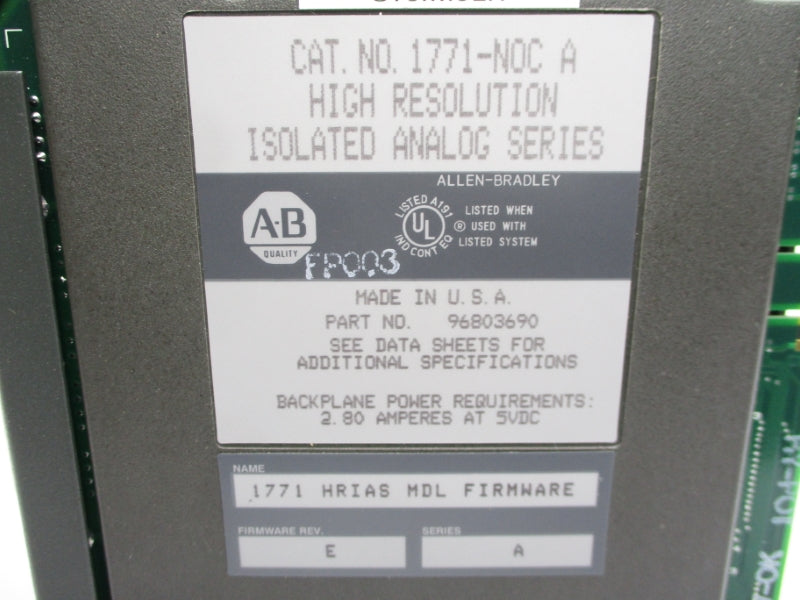 CAT. NO. 1771-NOC A
HIGH RESOLUTION
ISOLATED ANALOG SERIES
ALLEN-BRADLEY
A-B
QUALITY
LISTED A191
UL
IND CONT EQ
®
LISTED WHEN
USED WITH
LISTED SYSTEM
FP003
MADE IN U.S.A.
PART NO. 96803690
SEE DATA SHEETS FOR
ADDITIONAL SPECIFICATIONS
BACKPLANE POWER REQUIREMENTS:
2.80 AMPERES AT 5VDC
NAME
1771 HRIAS MDL FIRMWARE
FIRMWARE REV.
E
SERIES
A